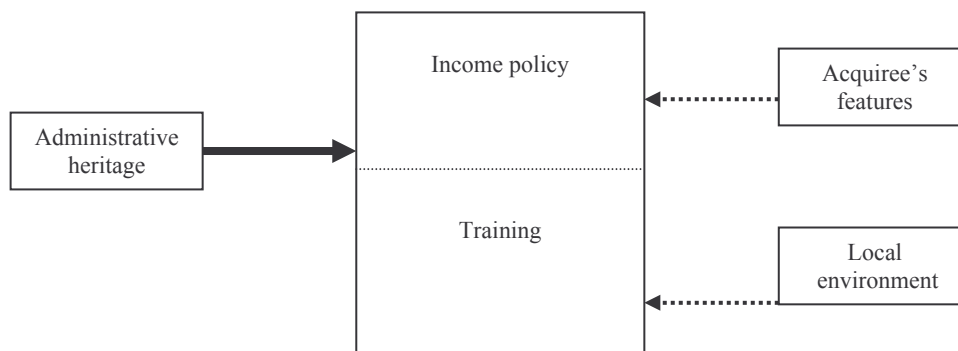 Income policy
Acquiree's
features
Administrative
heritage
Training
Local
environment